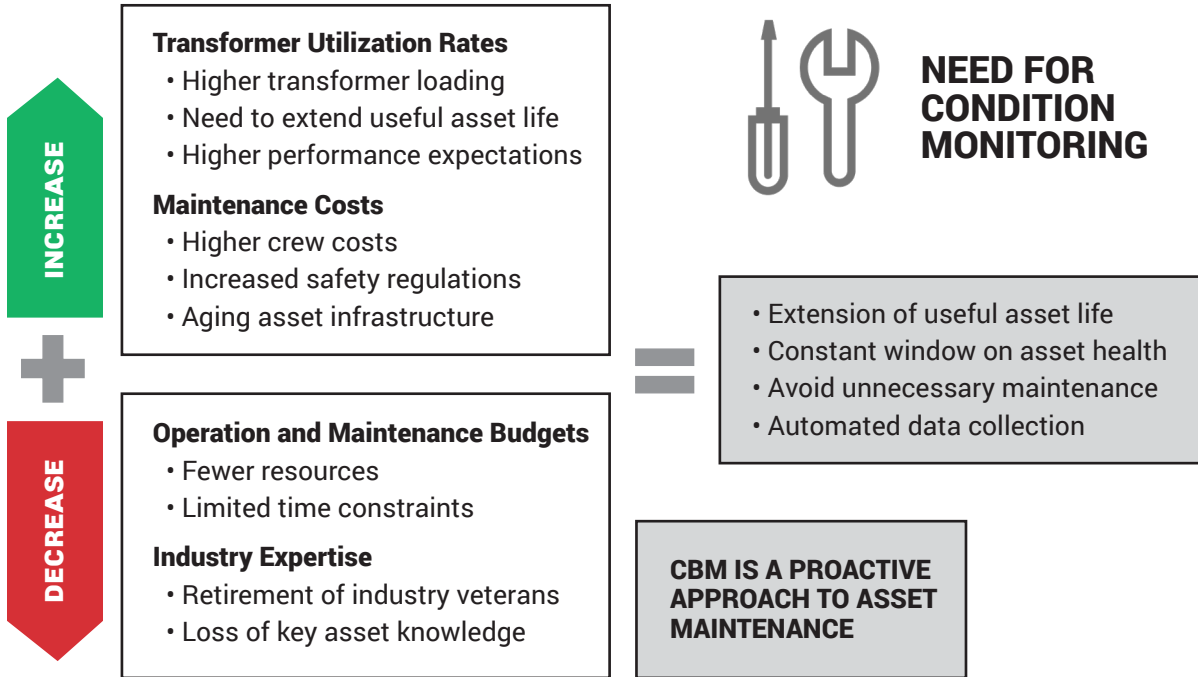 INCREASE
Transformer Utilization Rates
• Higher transformer loading
• Need to extend useful asset life
• Higher performance expectations
Maintenance Costs
• Higher crew costs
• Increased safety regulations
• Aging asset infrastructure
DECREASE
Operation and Maintenance Budgets
• Fewer resources
• Limited time constraints
Industry Expertise
• Retirement of industry veterans
• Loss of key asset knowledge
NEED FOR
CONDITION
MONITORING
• Extension of useful asset life
• Constant window on asset health
• Avoid unnecessary maintenance
• Automated data collection
CBM IS A PROACTIVE
APPROACH TO ASSET
MAINTENANCE